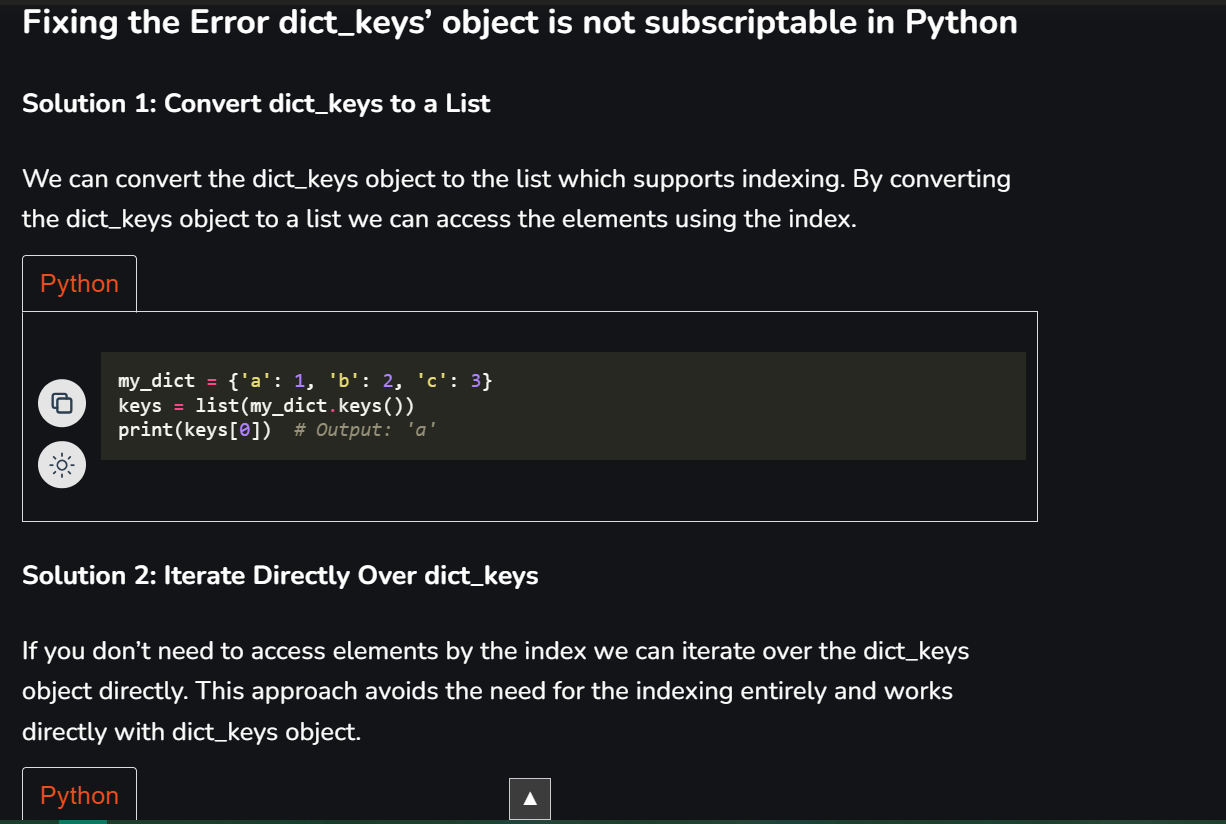 Fixing the Error dict_keys’ object is not subscriptable in Python
Solution 1: Convert dict_keys to a List
We can convert the dict_keys object to the list which supports indexing. By converting
the dict_keys object to a list we can access the elements using the index.
Python
my_dict = {'a': 1, 'b': 2, 'c': 3}
keys = list(my_dict.keys())
print(keys[0])  # Output: 'a'
Solution 2: Iterate Directly Over dict_keys
If you don’t need to access elements by the index we can iterate over the dict_keys
object directly. This approach avoids the need for the indexing entirely and works
directly with dict_keys object.
Python